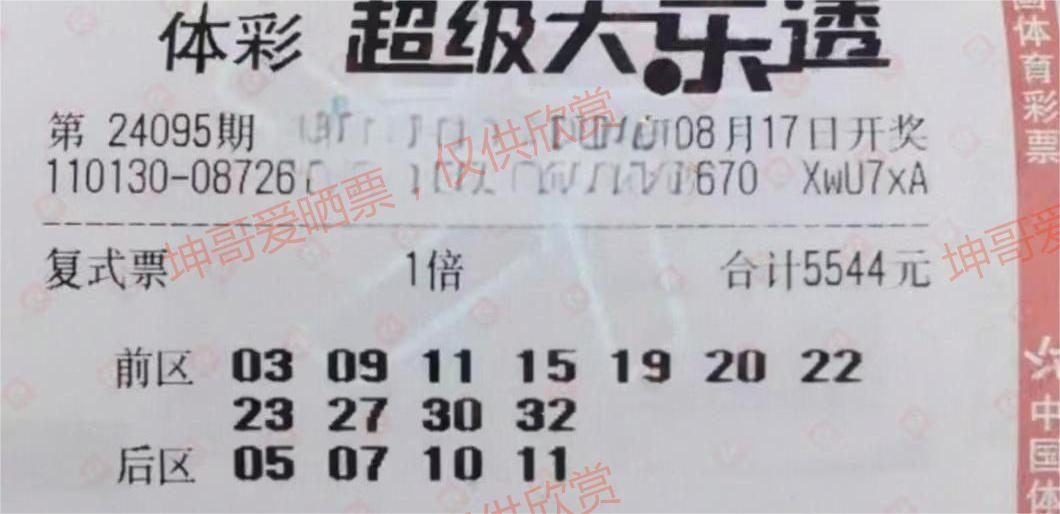 体彩 超级大乐透
第 24095期 08月17日开奖
110130-087261 670 XwU7xA
复式票 1倍 合计5544元
前区 03 09 11 15 19 20 22
23 27 30 32
后区 05 07 10 11
坤哥爱晒票,仅供欣赏
坤哥爱晒
仅供欣赏
国体育彩票
中国体